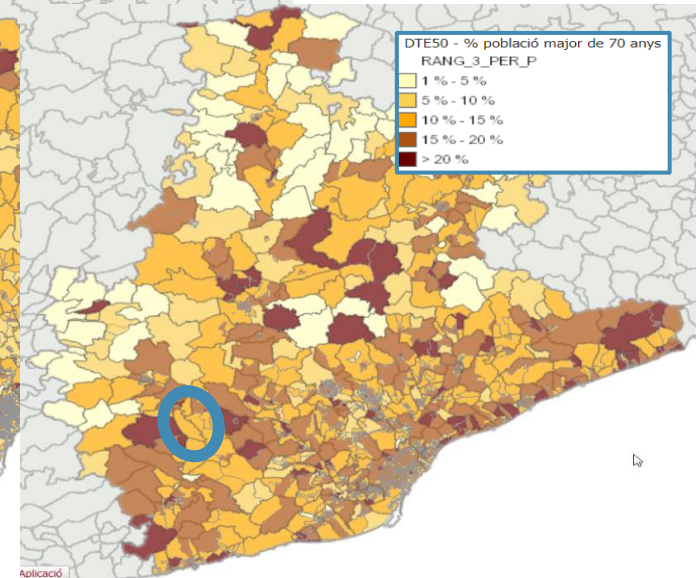 DTE50 - % població major de 70 anys
RANG_3_PER_P
1 % - 5 %
5 % - 10 %
10 % - 15 %
15 % - 20 %
> 20 %
Aplicació